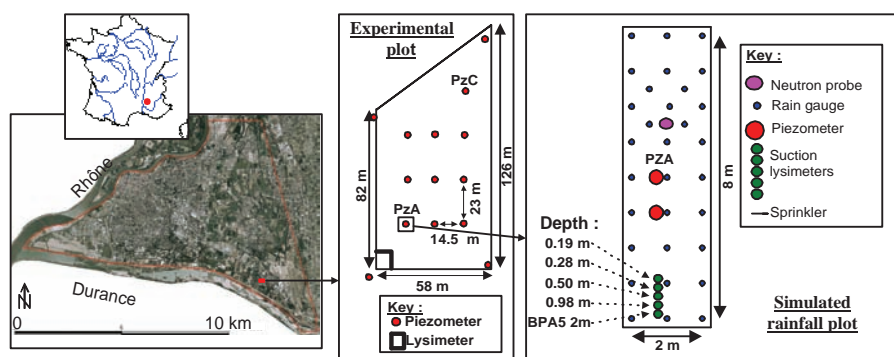 Rhône
Durance
N
0
10 km
Experimental
plot
PzC
82 m
126 m
23 m
PzA
14.5 m
58 m
Key :
Piezometer
Lysimeter
PZA
8 m
Depth :
0.19 m
0.28 m
0.50 m
0.98 m
BPA5 2m
2 m
Key :
Neutron probe
Rain gauge
Piezometer
Suction
lysimeters
Sprinkler
Simulated
rainfall plot